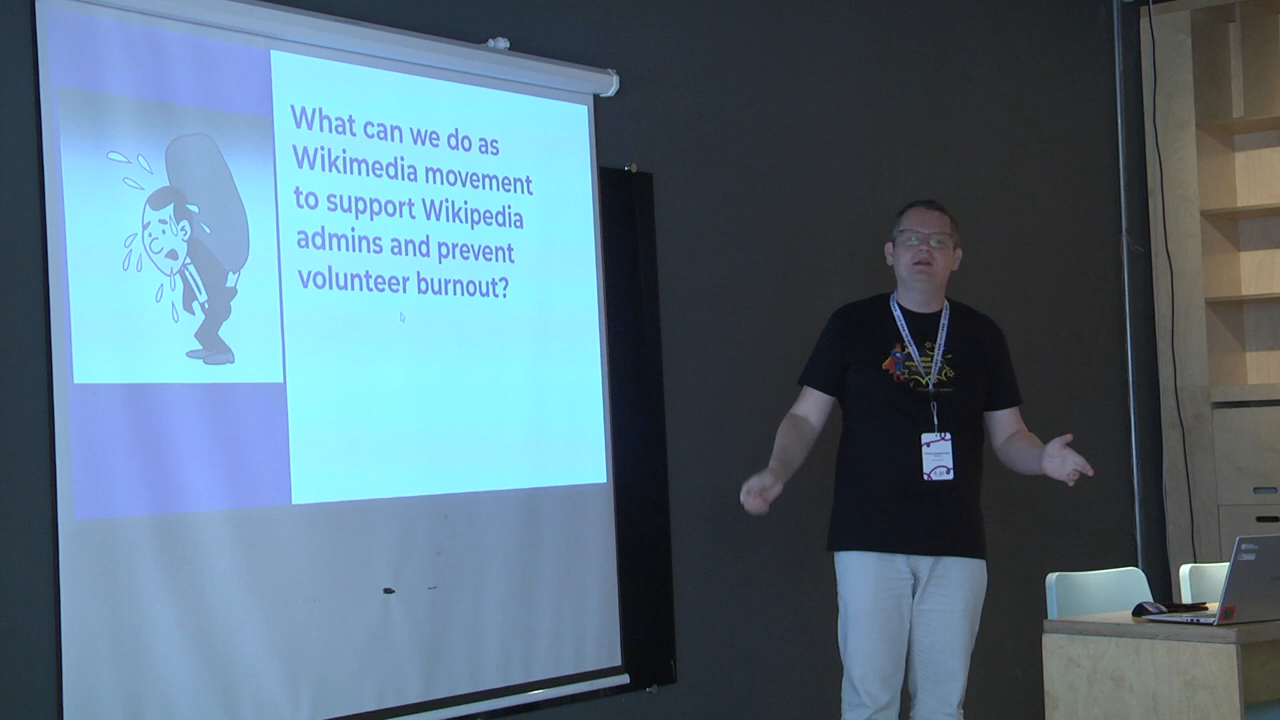 What can we do as
Wikimedia movement
to support Wikipedia
admins and prevent
volunteer burnout?